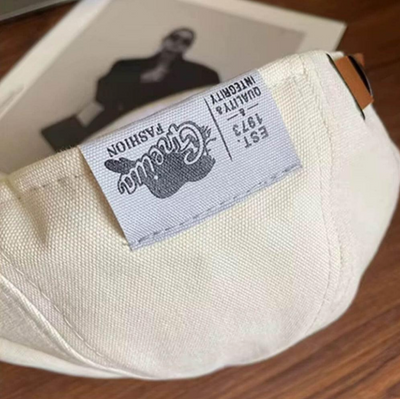 FASHION
EST.
1973
&
QUALITY &
INTEGRITY